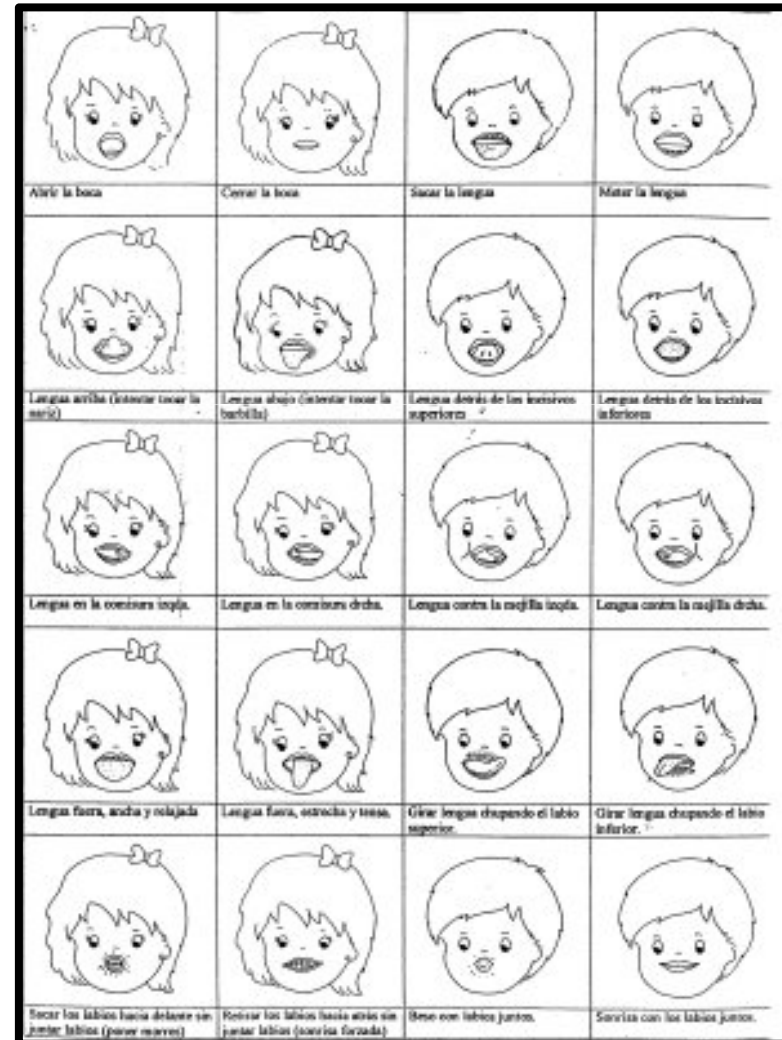 Abrir la boca
Cerrar la boca
Sacar la lengua
Meter la lengua
Lengua arriba (intentar tocar la
nariz)
Lengua abajo (intentar tocar la
barbilla)
Lengua detrás de los incisivos
superiores
Lengua detrás de los incisivos
inferiores
Lengua en la comisura izqda.
Lengua en la comisura drcha.
Lengua contra la mejilla izqda.
Lengua contra la mejilla drcha.
Lengua fuera, ancha y relajada
Lengua fuera, estrecha y tensa.
Girar lengua chupando el labio
superior.
Girar lengua chupando el labio
inferior.
Sacar los labios hacia delante sin
juntar labios (poner morros)
Retirar los labios hacia atrás sin
juntar labios (sonrisa forzada)
Beso con labios juntos.
Sonrisa con los labios juntos.